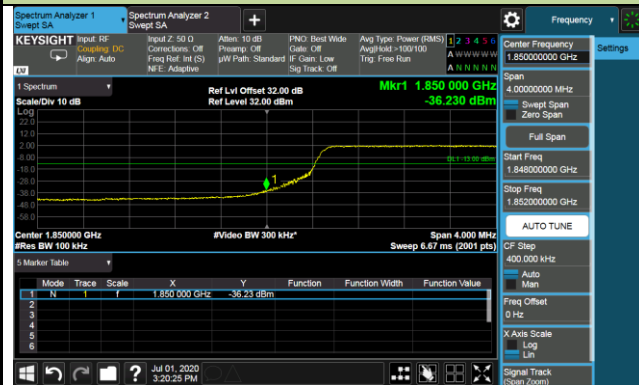 Spectrum Analyzer 1
Swept SA
Spectrum Analyzer 2
Swept SA
+
Frequency
KEYSIGHT
Input: RF
Coupling: DC
Align: Auto
Input Z: 50 Ω
Corrections: Off
Freq Ref: Int (S)
NFE: Adaptive
Atten: 10 dB
Preamp: Off
µW Path: Standard
PNO: Best Wide
Gate: Off
IF Gain: Low
Sig Track: Off
Avg Type: Power (RMS)
Avg|Hold:>100/100
Trig: Free Run
1 2 3 4 5 6
A W W W W W
A N N N N N
LXI
1 Spectrum
Scale/Div 10 dB
Ref Lvl Offset 32.00 dB
Ref Level 32.00 dBm
Mkr1 1.850 000 GHz
-36.230 dBm
Log
22.0
12.0
2.00
-8.00
-18.0
-28.0
-38.0
-48.0
-58.0
DL1 -13.00 dBm
1
Center 1.850000 GHz
#Res BW 100 kHz
#Video BW 300 kHz*
Span 4.000 MHz
Sweep 6.67 ms (2001 pts)
5 Marker Table
Mode Trace Scale X Y Function Function Width Function Value
1 N 1 f 1.850 000 GHz -36.23 dBm
2
3
4
5
6
Jul 01, 2020
3:20:25 PM
Center Frequency
1.850000000 GHz
Settings
Span
4.00000000 MHz
Swept Span
Zero Span
Full Span
Start Freq
1.848000000 GHz
Stop Freq
1.852000000 GHz
AUTO TUNE
CF Step
400.000 kHz
Auto
Man
Freq Offset
0 Hz
X Axis Scale
Log
Lin
Signal Track
(Span Zoom)